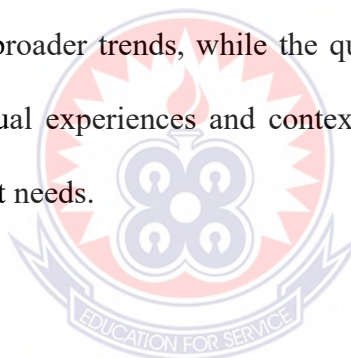 broader trends, while the qu
ual experiences and contex
t needs.
EDUCATION FOR SERVICE